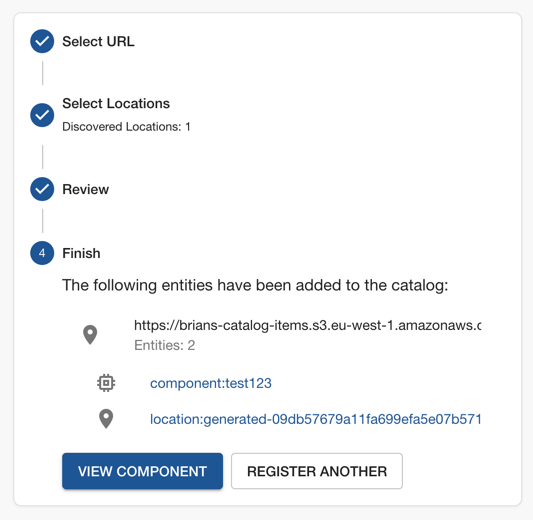 Select URL
Select Locations
Discovered Locations: 1
Review
4 Finish
The following entities have been added to the catalog:
https://brians-catalog-items.s3.eu-west-1.amazonaws.c
Entities: 2
component:test123
location:generated-09db57679a11fa699efa5e07b571
VIEW COMPONENT REGISTER ANOTHER